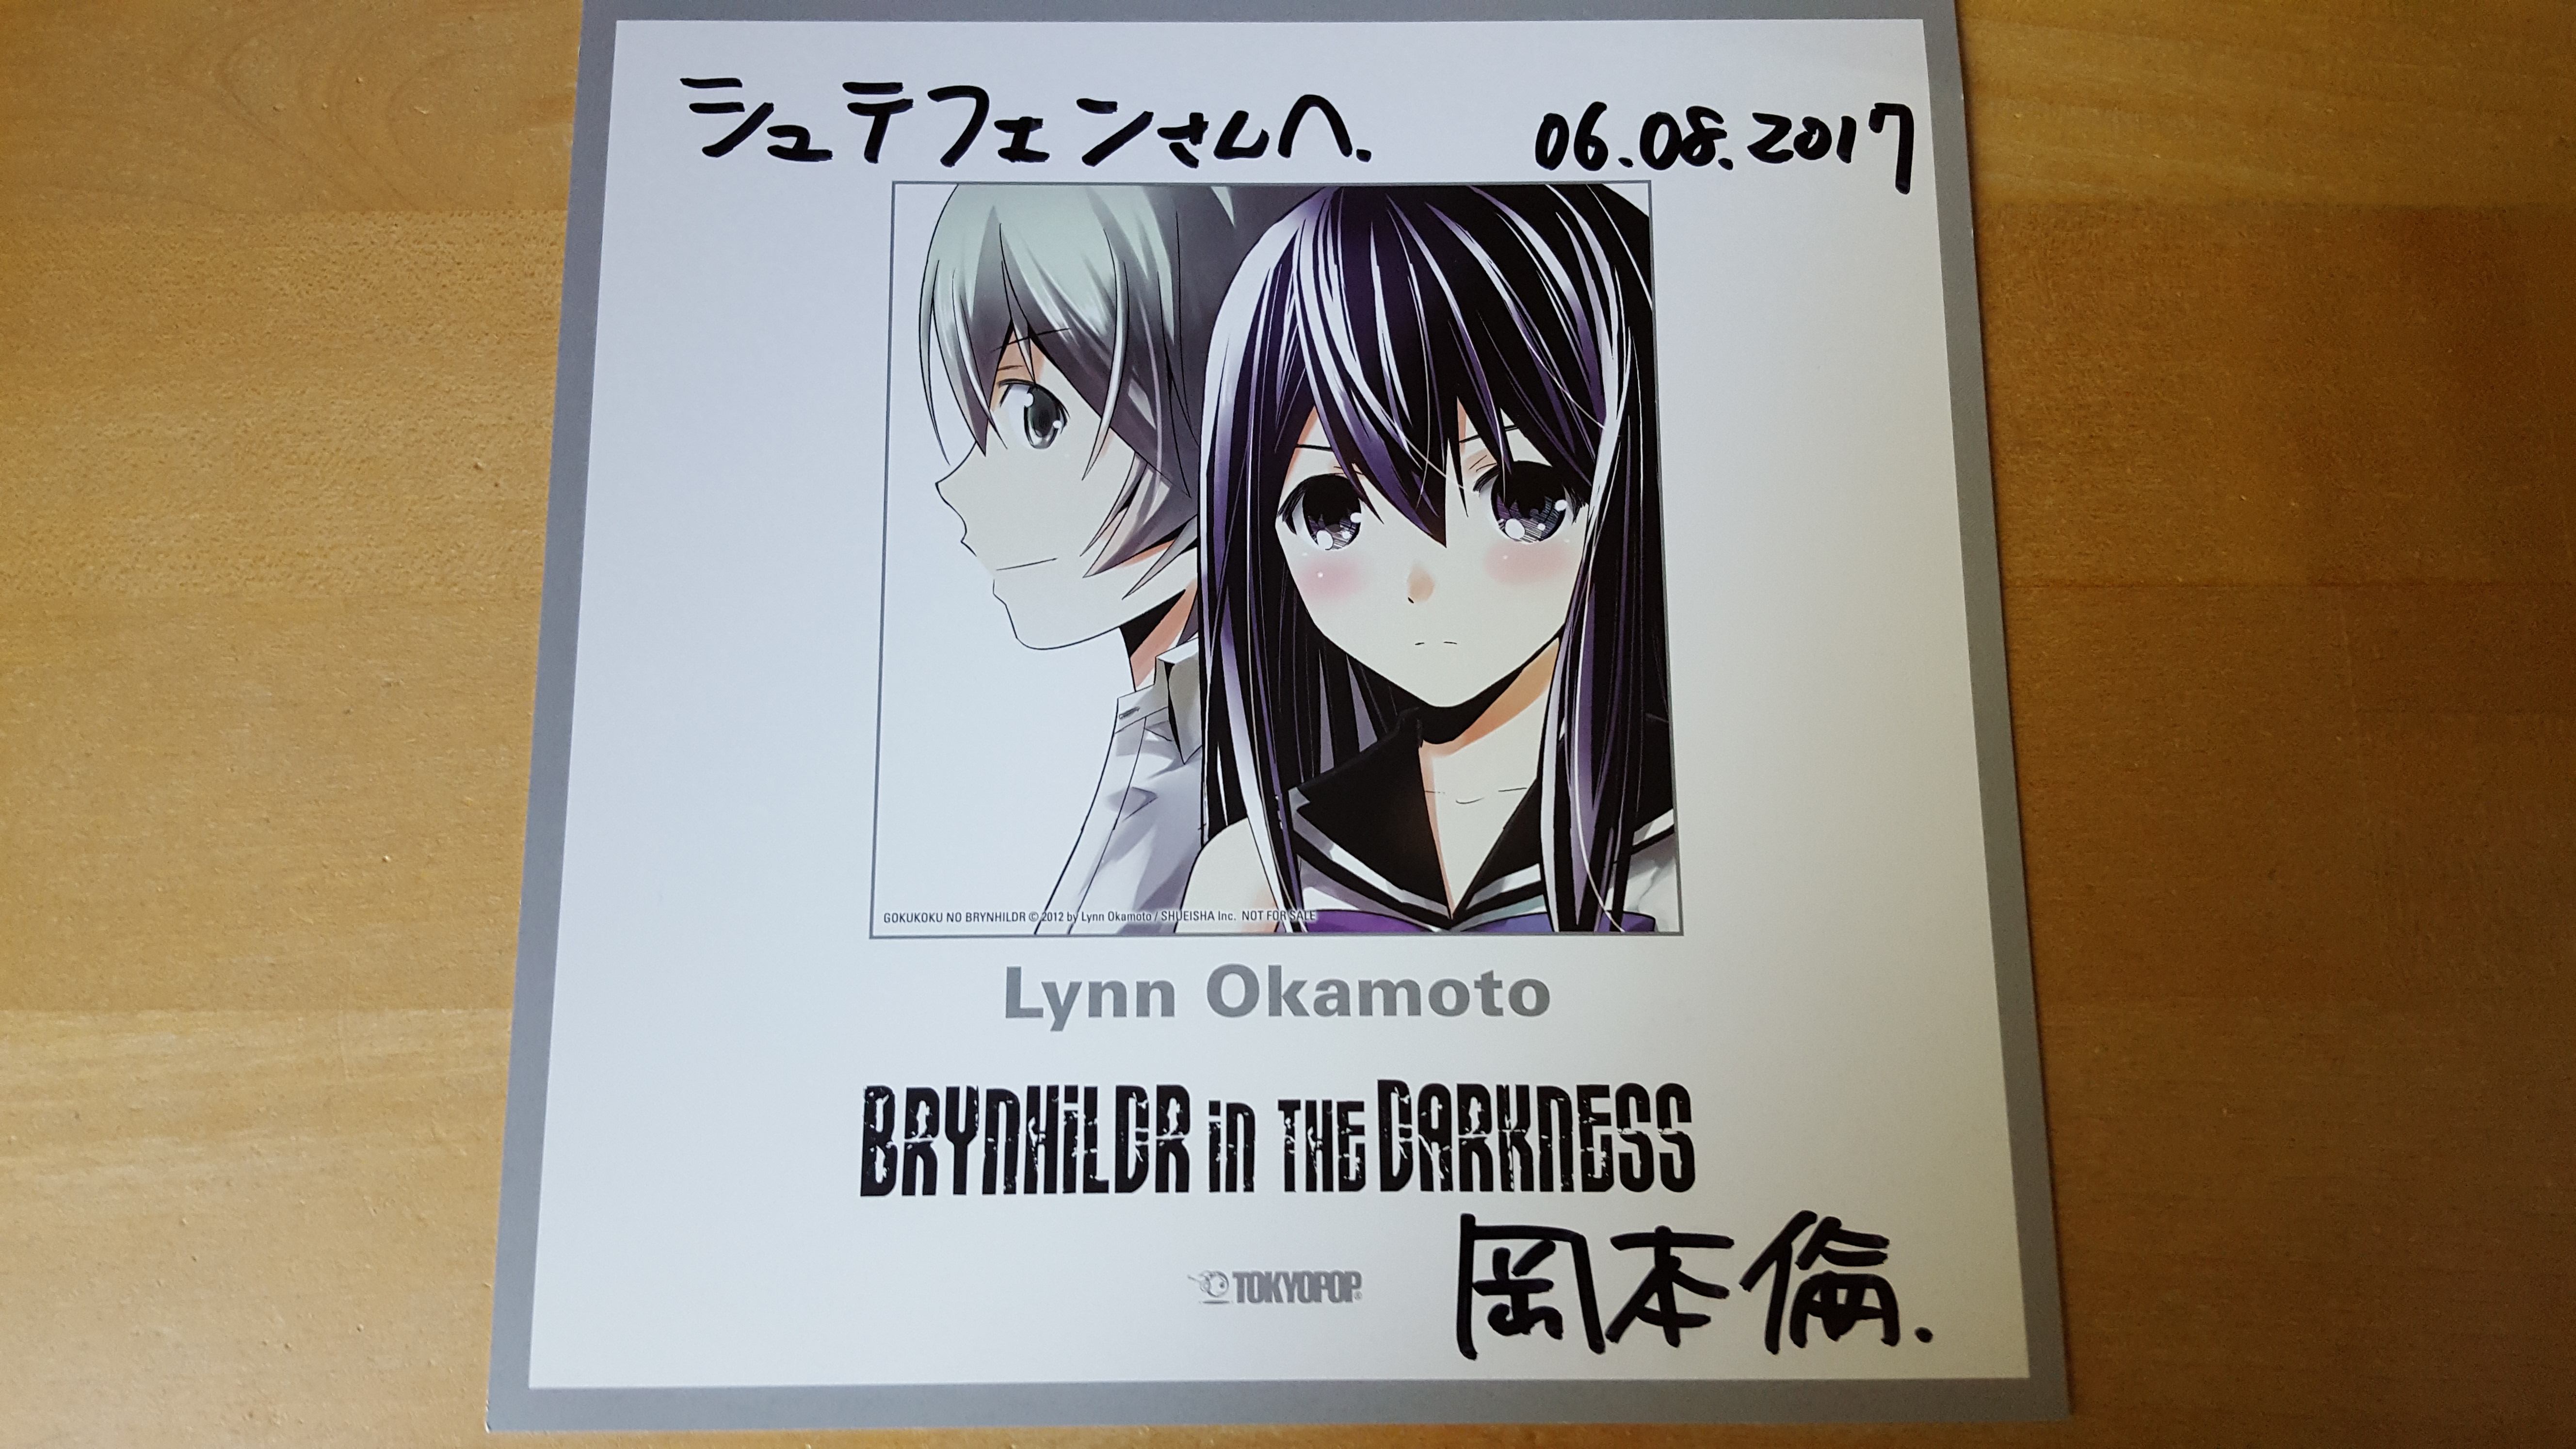 シュテフェンさんへ. 06.08.2017
GOKUKOKU NO BRYNHILDR © 2012 by Lynn Okamoto / SHUEISHA Inc. NOT FOR SALE
Lynn Okamoto
BRYNHiLDR in THE DARKNESS
TOKYOPOP®
岡本倫.